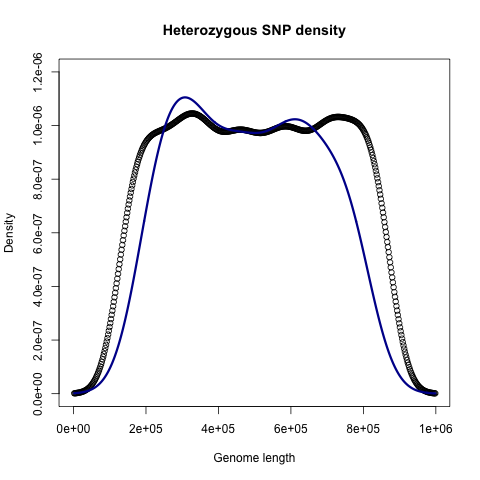 Heterozygous SNP density
Density
0.0e+00 2.0e-07 4.0e-07 6.0e-07 8.0e-07 1.0e-06 1.2e-06
0e+00 2e+05 4e+05 6e+05 8e+05 1e+06
Genome length